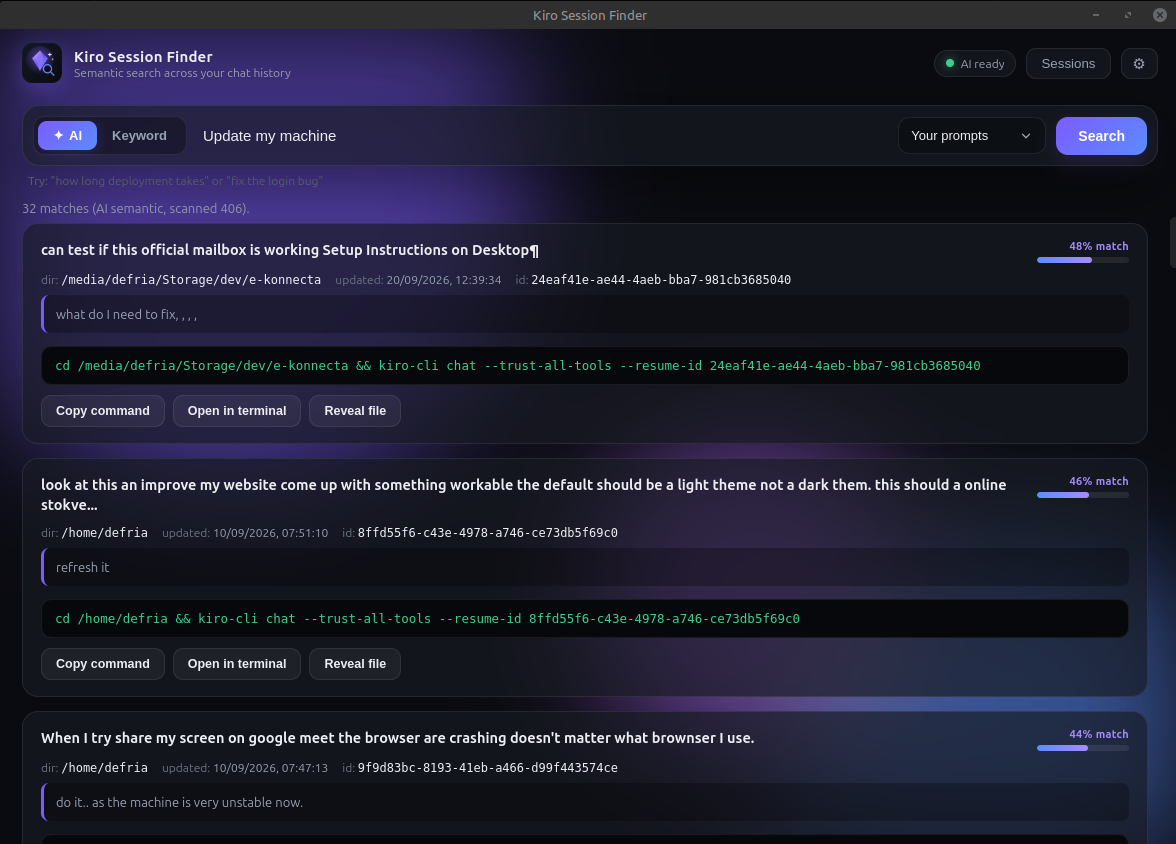 Kiro Session Finder
Kiro Session Finder
Semantic search across your chat history
AI ready
Sessions
✦ AI
Keyword
Update my machine
Your prompts
Search
Try: "how long deployment takes" or "fix the login bug"
32 matches (AI semantic, scanned 406).
can test if this official mailbox is working Setup Instructions on Desktop¶
48% match
dir: /media/defria/Storage/dev/e-konnecta updated: 20/09/2026, 12:39:34 id: 24eaf41e-ae44-4aeb-bba7-981cb3685040
what do I need to fix, , , ,
cd /media/defria/Storage/dev/e-konnecta && kiro-cli chat --trust-all-tools --resume-id 24eaf41e-ae44-4aeb-bba7-981cb3685040
Copy command
Open in terminal
Reveal file
look at this an improve my website come up with something workable the default should be a light theme not a dark them. this should a online
stokve...
46% match
dir: /home/defria updated: 10/09/2026, 07:51:10 id: 8ffd55f6-c43e-4978-a746-ce73db5f69c0
refresh it
cd /home/defria && kiro-cli chat --trust-all-tools --resume-id 8ffd55f6-c43e-4978-a746-ce73db5f69c0
Copy command
Open in terminal
Reveal file
When I try share my screen on google meet the browser are crashing doesn't matter what brownser I use.
44% match
dir: /home/defria updated: 10/09/2026, 07:47:13 id: 9f9d83bc-8193-41eb-a466-d99f443574ce
do it.. as the machine is very unstable now.